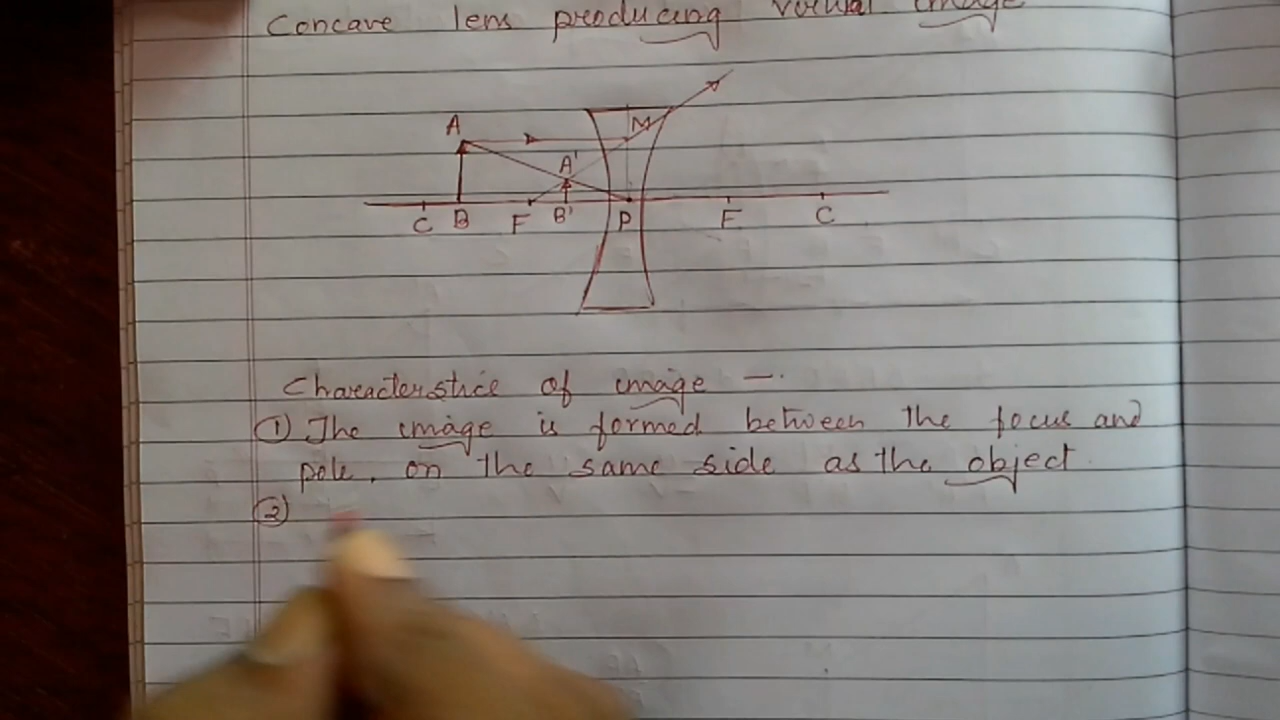 Concave lens producing virtual image
A
M
A'
C B F B' P F C
Characterstice of image —.
① The image is formed between the focus and
pole, on the same side as the object.
②